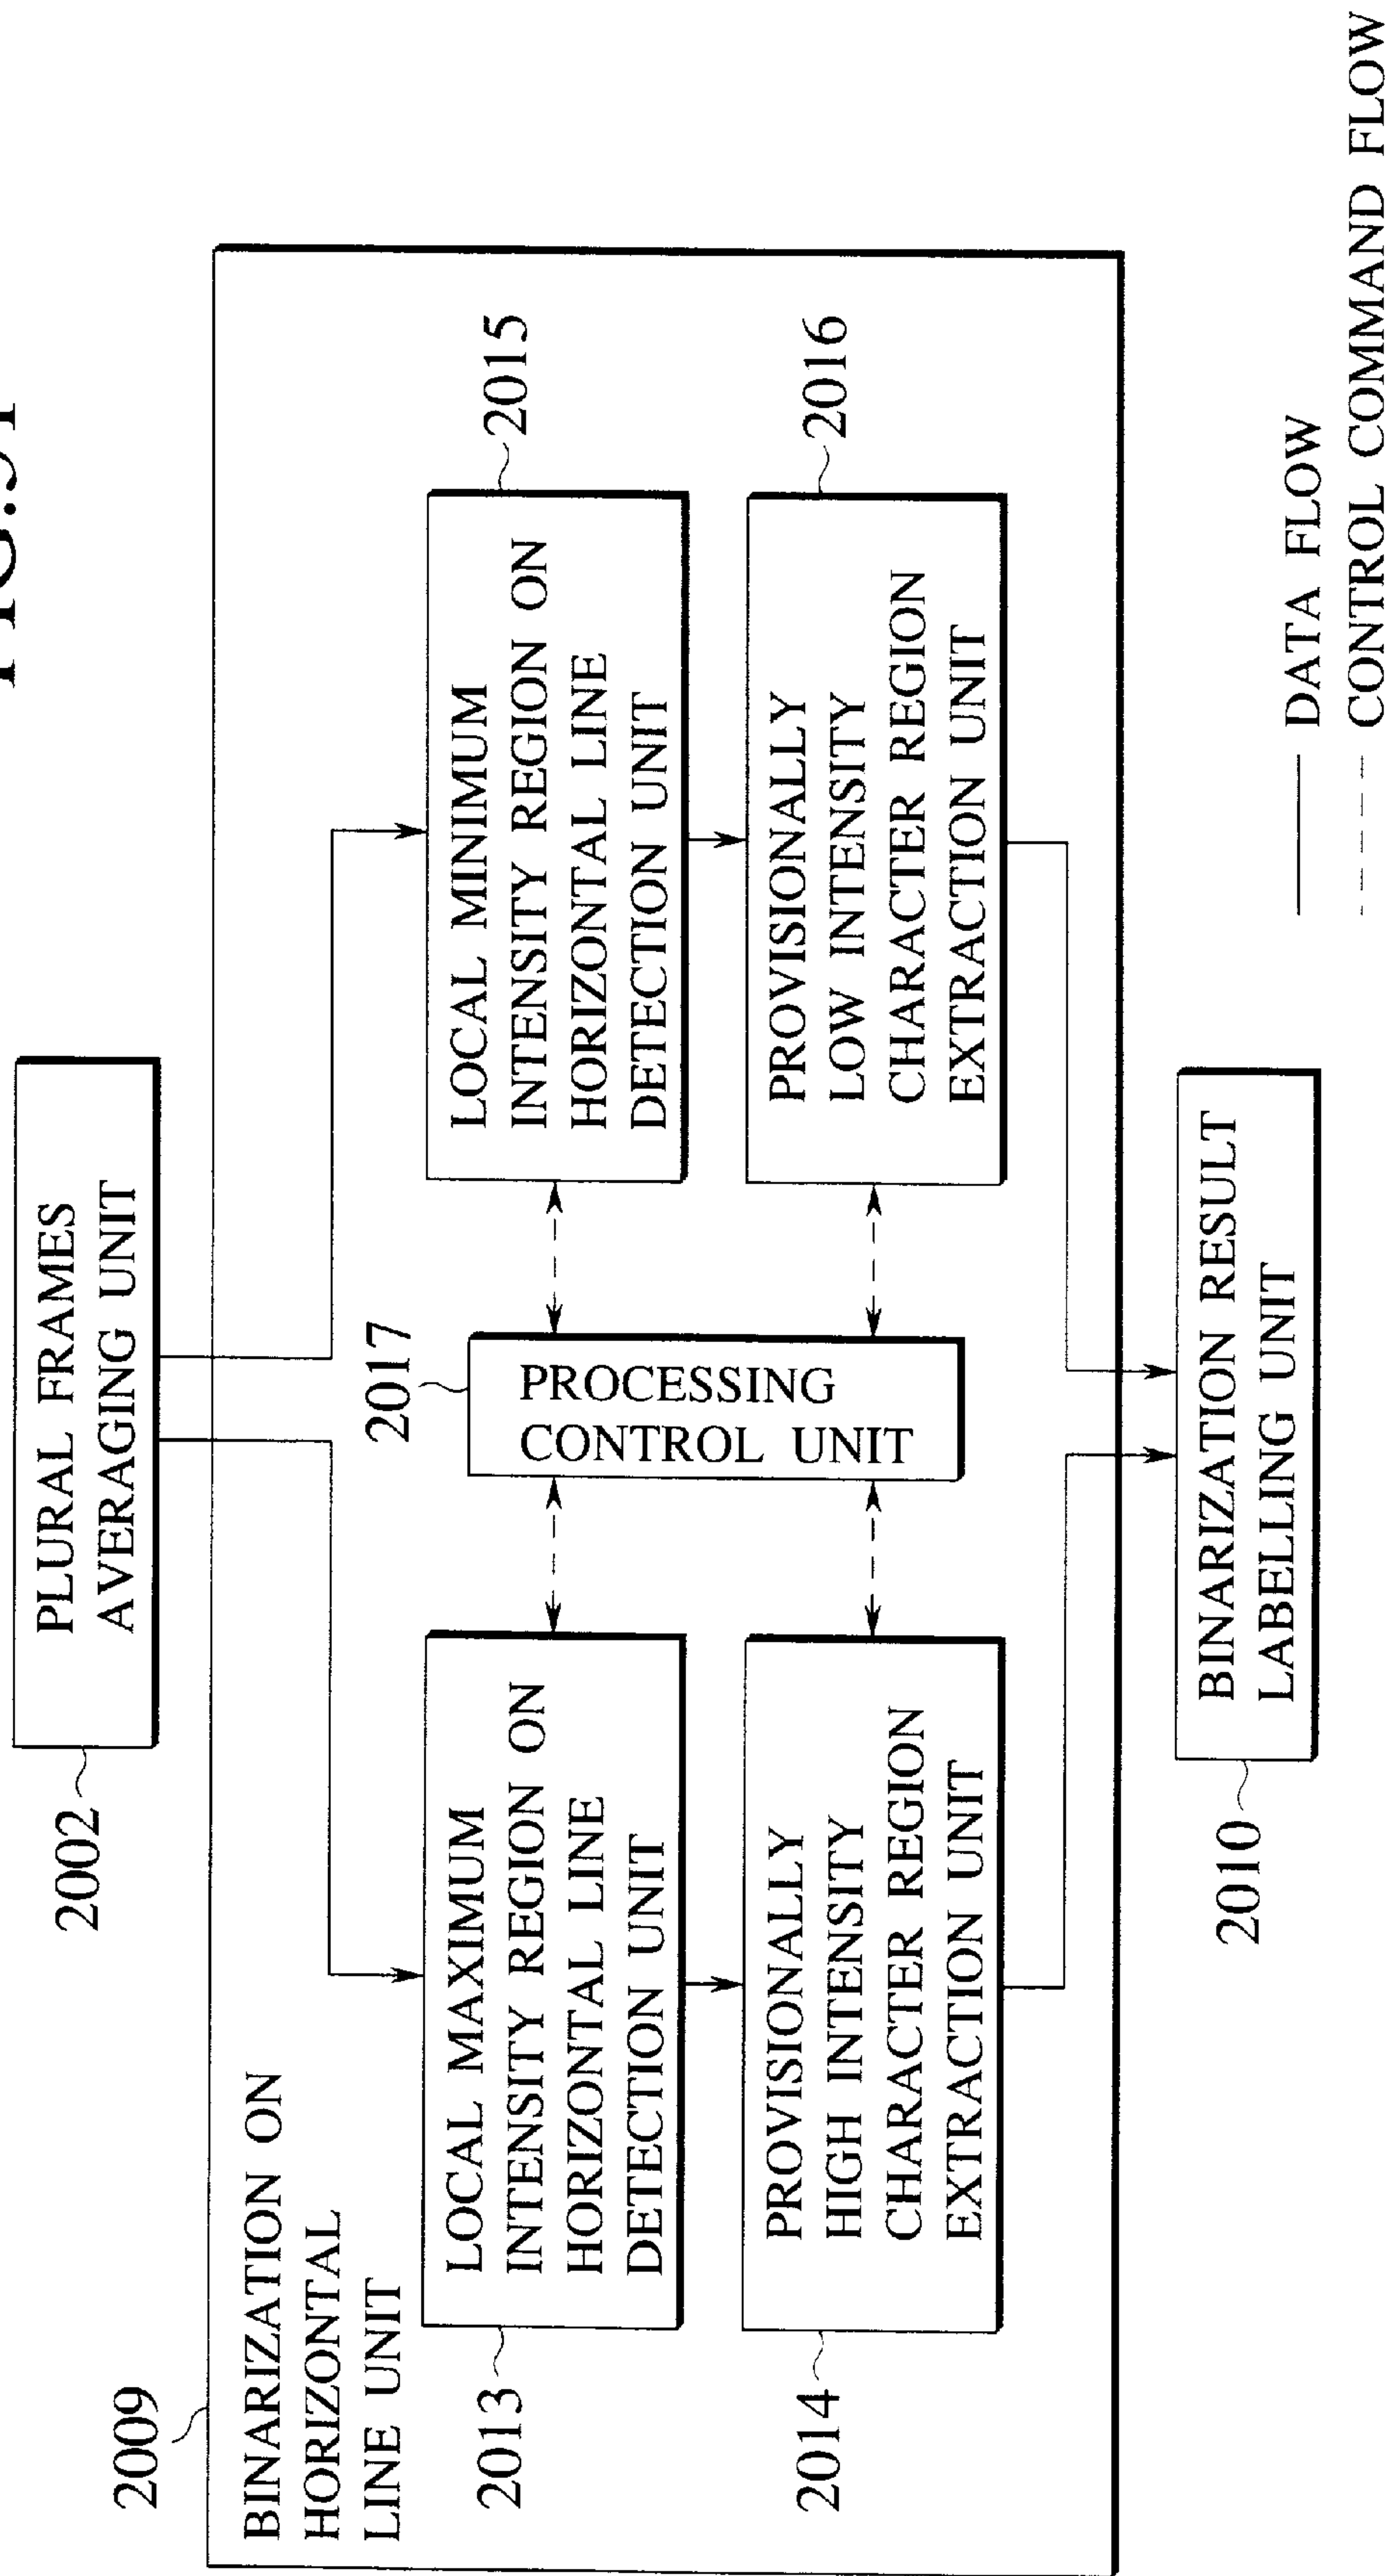 FIG.
2002
PLURAL FRAMES
AVERAGING UNIT
2009
BINARIZATION ON
HORIZONTAL
LINE UNIT
2013
LOCAL MAXIMUM
INTENSITY REGION ON
HORIZONTAL LINE
DETECTION UNIT
2017
PROCESSING
CONTROL UNIT
LOCAL MINIMUM
INTENSITY REGION ON
HORIZONTAL LINE
DETECTION UNIT
2015
2014
PROVISIONALLY
HIGH INTENSITY
CHARACTER REGION
EXTRACTION UNIT
PROVISIONALLY
LOW INTENSITY
CHARACTER REGION
EXTRACTION UNIT
2016
2010
BINARIZATION RESULT
LABELLING UNIT
DATA FLOW
CONTROL COMMAND FLOW